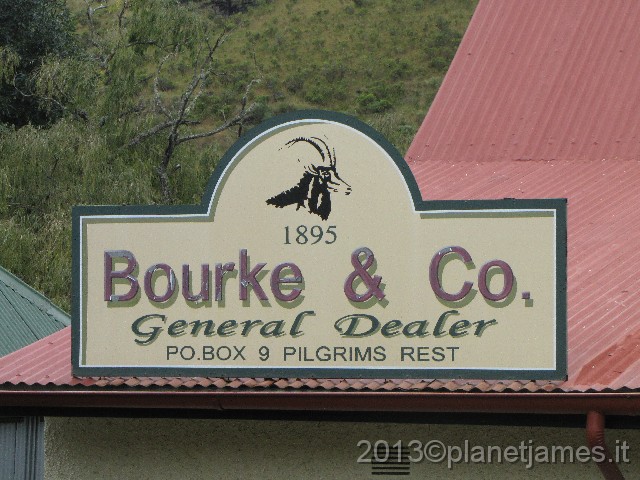 1895
Bourke & Co.
General Dealer
PO.BOX 9 PILGRIMS REST
2013©planetjames.it